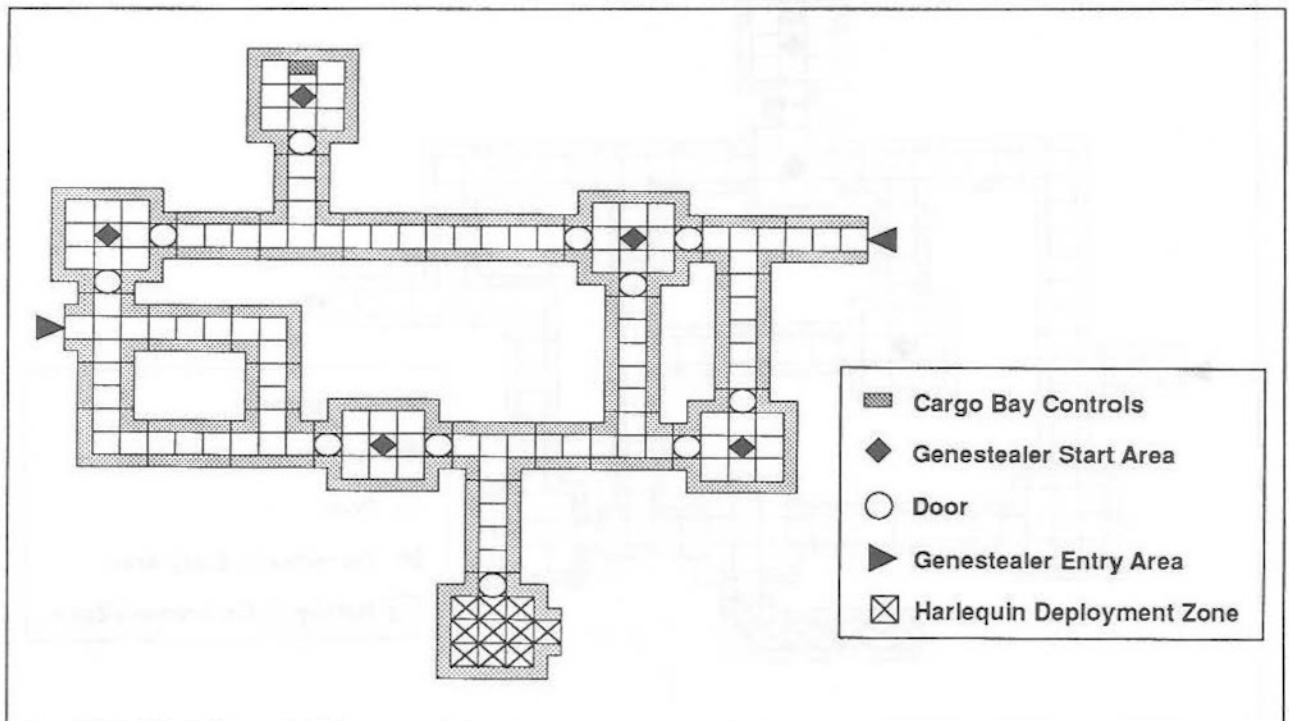 Cargo Bay Controls
Genestealer Start Area
Door
Genestealer Entry Area
Harlequin Deployment Zone